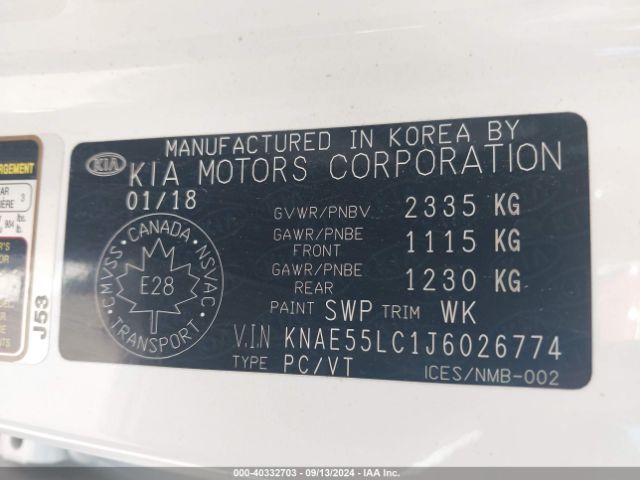 MANUFACTURED IN KOREA BY
KIA KIA MOTORS CORPORATION
01/18
GVWR/PNBV 2335 KG
GAWR/PNBE FRONT 1115 KG
GAWR/PNBE REAR 1230 KG
CANADA
CMVSS NSVAC
E28
TRANSPORT
PAINT SWP TRIM WK
V.I.N KNAE55LC1J6026774
TYPE PC/VT
ICES/NMB-002
J53
000-40332703 - 09/13/2024 - IAA Inc.